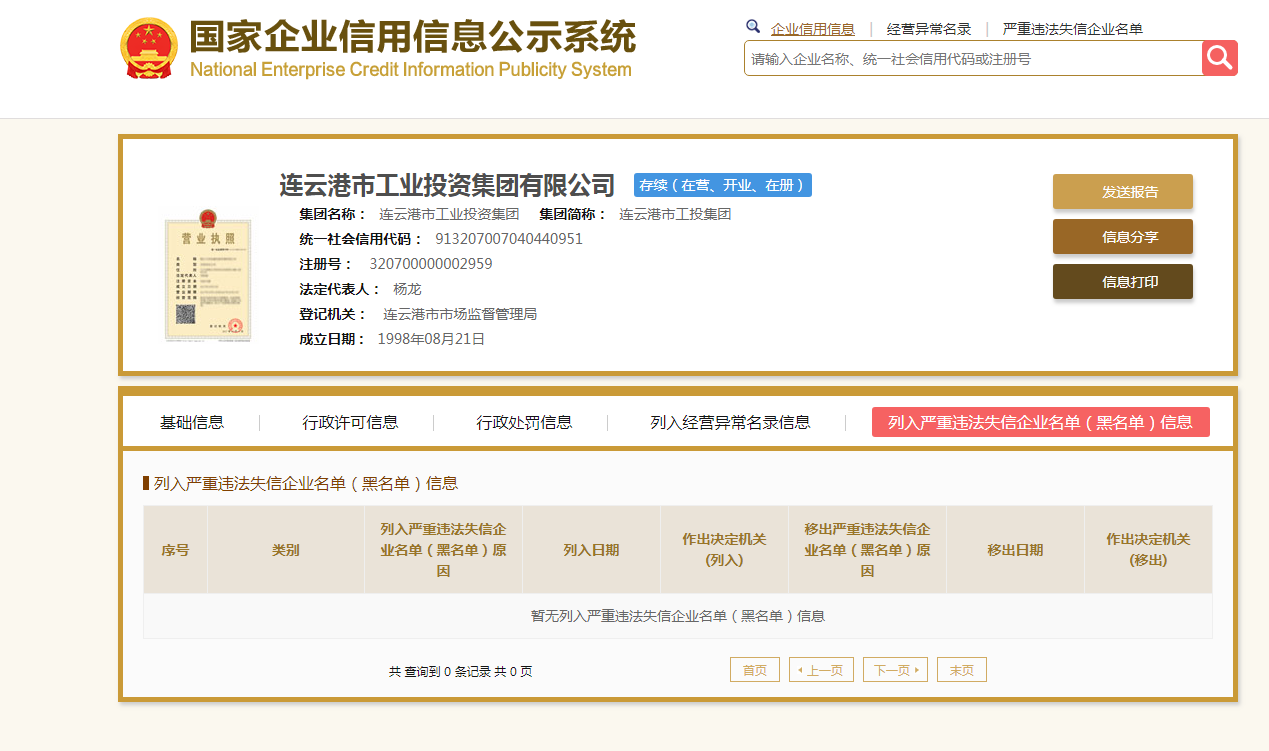 国家企业信用信息公示系统
National Enterprise Credit Information Publicity System
企业信用信息 | 经营异常名录 | 严重违法失信企业名单
请输入企业名称、统一社会信用代码或注册号
连云港市工业投资集团有限公司 存续（在营、开业、在册）
集团名称： 连云港市工业投资集团 集团简称： 连云港市工投集团
统一社会信用代码： 913207007040440951
注册号： 320700000002959
法定代表人： 杨龙
登记机关： 连云港市市场监督管理局
成立日期： 1998年08月21日
营业执照
发送报告
信息分享
信息打印
基础信息 行政许可信息 行政处罚信息 列入经营异常名录信息 列入严重违法失信企业名单（黑名单）信息
列入严重违法失信企业名单（黑名单）信息
序号
类别
列入严重违法失信企
业名单（黑名单）原
因
列入日期
作出决定机关
(列入)
移出严重违法失信企
业名单（黑名单）原
因
移出日期
作出决定机关
(移出)
暂无列入严重违法失信企业名单（黑名单）信息
共 查询到 0 条记录 共 0 页
首页 上一页 下一页 末页